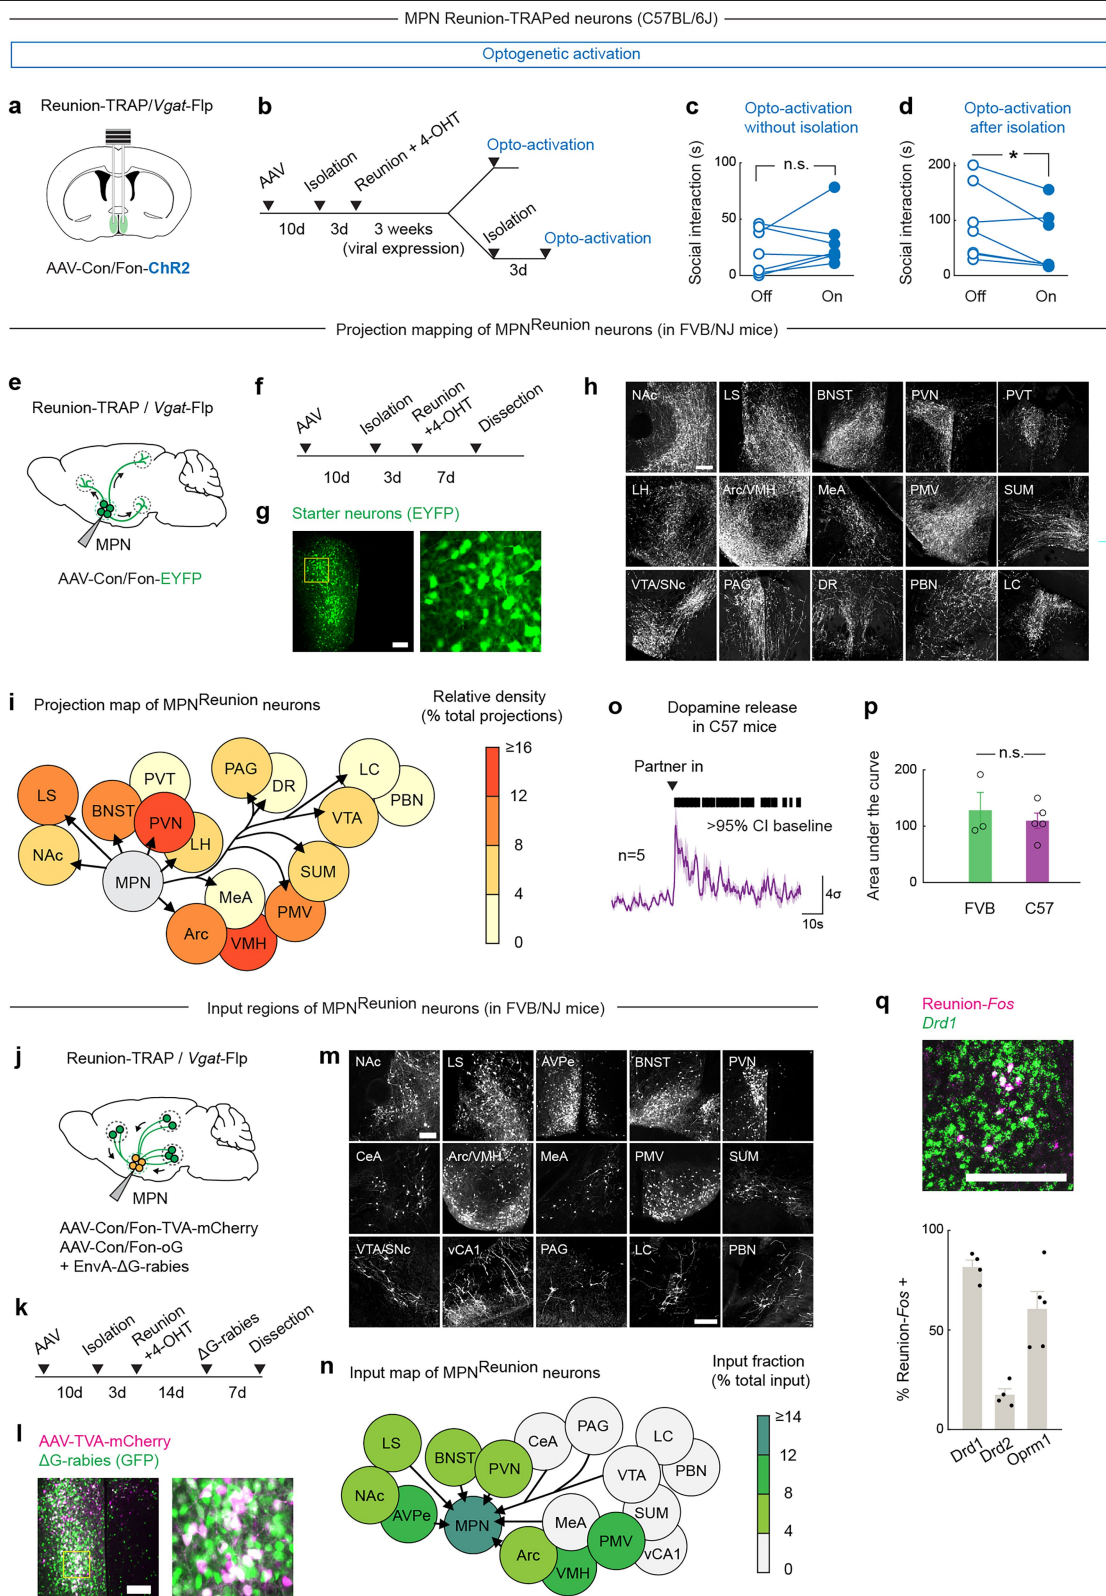 MPN Reunion-TRAPed neurons (C57BL/6J)
Optogenetic activation
a
Reunion-TRAP/Vgat-Flp
AAV-Con/Fon-ChR2
b
AAV
Isolation
Reunion + 4-OHT
10d
3d
3 weeks
(viral expression)
Opto-activation
Isolation
Opto-activation
3d
c
Opto-activation
without isolation
Social interaction (s)
100
50
0
n.s.
Off
On
d
Opto-activation
after isolation
Social interaction (s)
200
100
0
*
Off
On
Projection mapping of MPNReunion neurons (in FVB/NJ mice)
e
Reunion-TRAP / Vgat-Flp
MPN
AAV-Con/Fon-EYFP
f
AAV
Isolation
Reunion
+4-OHT
Dissection
10d
3d
7d
g
Starter neurons (EYFP)
h
NAc
LS
BNST
PVN
PVT
LH
Arc/VMH
MeA
PMV
SUM
VTA/SNc
PAG
DR
PBN
LC
i
Projection map of MPNReunion neurons
Relative density
(% total projections)
≥16
12
8
4
0
LS
BNST
PVT
PVN
LH
NAc
MPN
PAG
DR
LC
PBN
VTA
SUM
MeA
PMV
Arc
VMH
o
Dopamine release
in C57 mice
Partner in
>95% CI baseline
n=5
4σ
10s
p
Area under the curve
200
100
0
n.s.
FVB
C57
Input regions of MPNReunion neurons (in FVB/NJ mice)
j
Reunion-TRAP / Vgat-Flp
MPN
AAV-Con/Fon-TVA-mCherry
AAV-Con/Fon-oG
+ EnvA-ΔG-rabies
k
AAV
Isolation
Reunion
+4-OHT
ΔG-rabies
Dissection
10d
3d
14d
7d
l
AAV-TVA-mCherry
ΔG-rabies (GFP)
m
NAc
LS
AVPe
BNST
PVN
CeA
Arc/VMH
MeA
PMV
SUM
VTA/SNc
vCA1
PAG
LC
PBN
n
Input map of MPNReunion neurons
Input fraction
(% total input)
≥14
12
8
4
0
LS
BNST
PVN
CeA
PAG
LC
PBN
VTA
NAc
AVPe
MPN
MeA
SUM
PMV
vCA1
Arc
VMH
q
Reunion-Fos
Drd1
% Reunion-Fos +
100
50
0
Drd1
Drd2
Oprm1